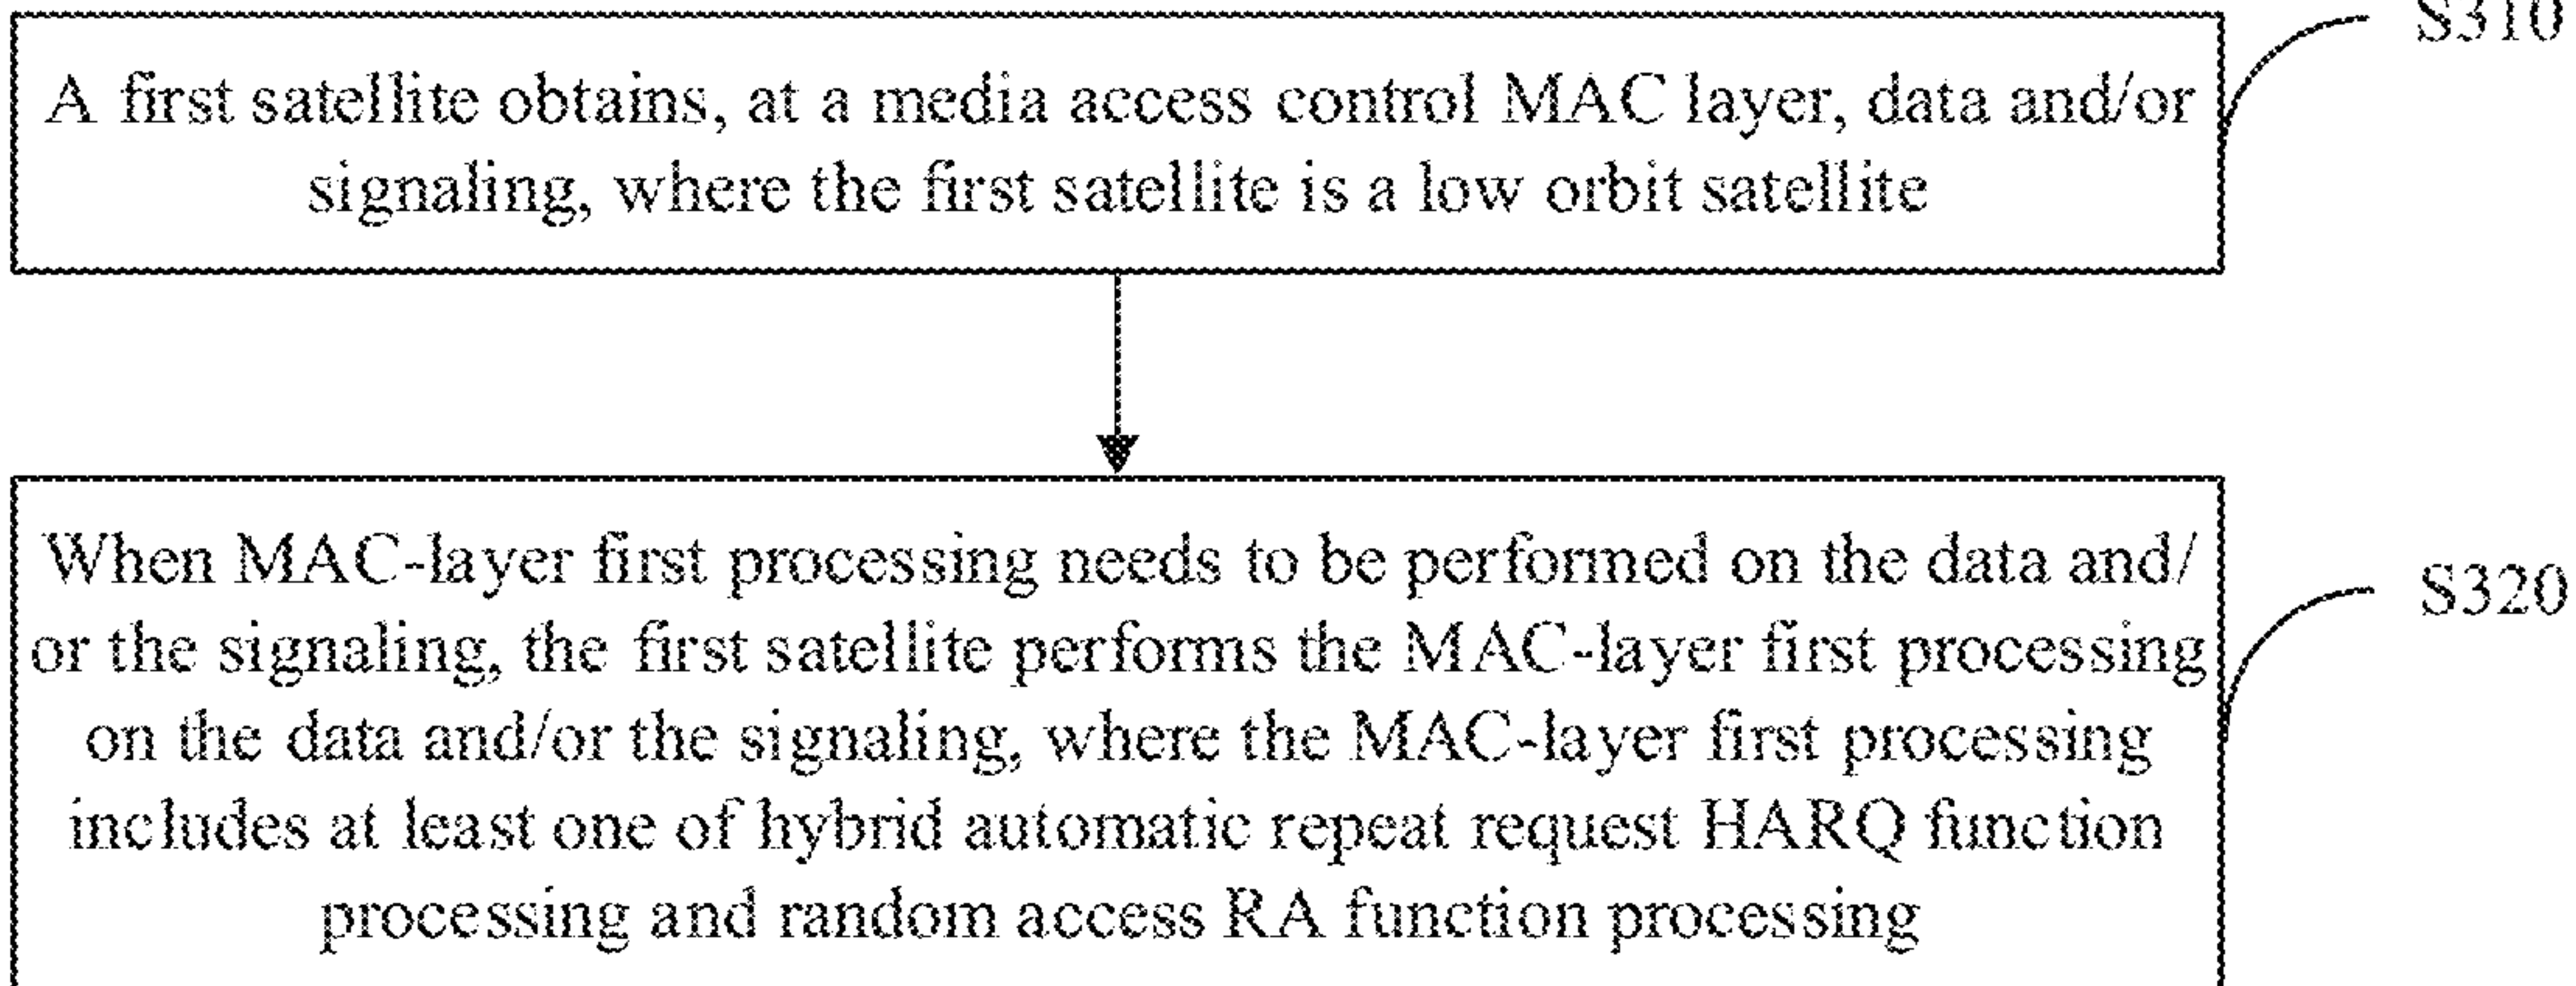 S310
A first satellite obtains, at a media access control MAC layer, data and/or
signaling, where the first satellite is a low orbit satellite
When MAC-layer first processing needs to be performed on the data and/
or the signaling, the first satellite performs the MAC-layer first processing
on the data and/or the signaling, where the MAC-layer first processing
includes at least one of hybrid automatic repeat request HARQ function
processing and random access RA function processing
S320